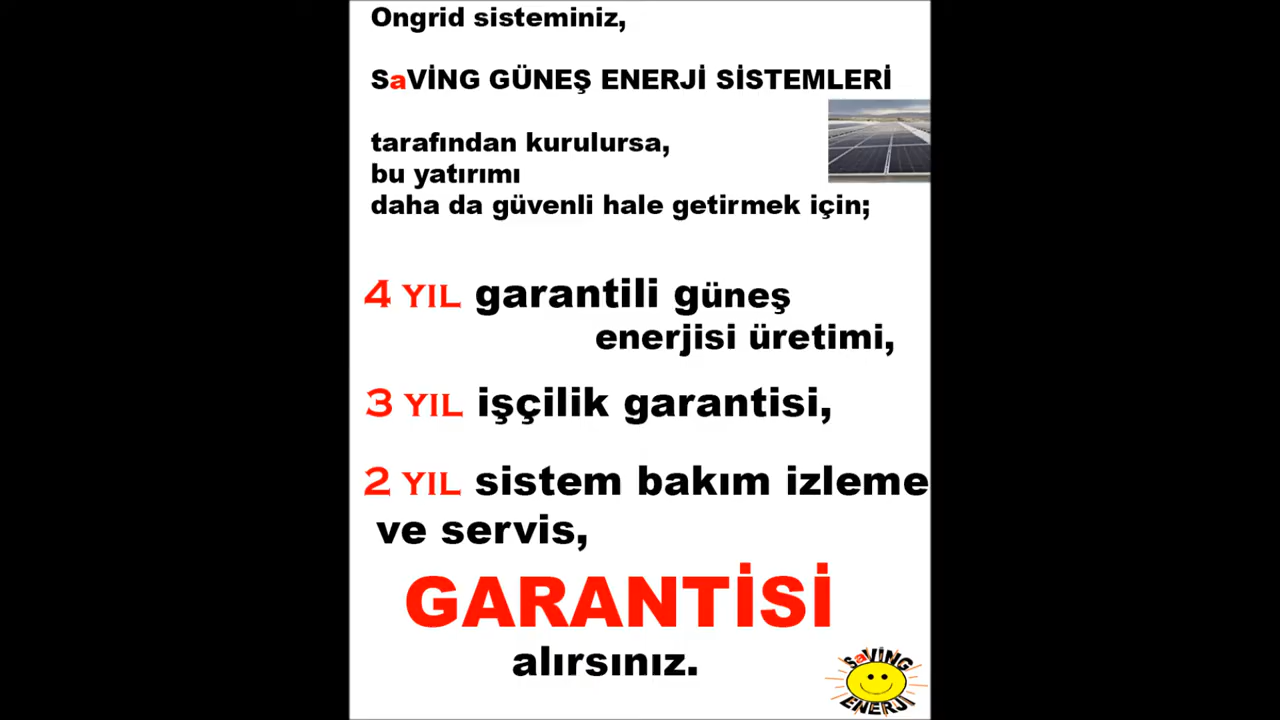 Ongrid sisteminiz,
SaVİNG GÜNEŞ ENERJİ SİSTEMLERİ
tarafından kurulursa,
bu yatırımı
daha da güvenli hale getirmek için;
4 YIL garantili güneş
enerjisi üretimi,
3 YIL işçilik garantisi,
2 YIL sistem bakım izleme
ve servis,
GARANTİSİ
alırsınız.
SaVİNG
ENERJİ